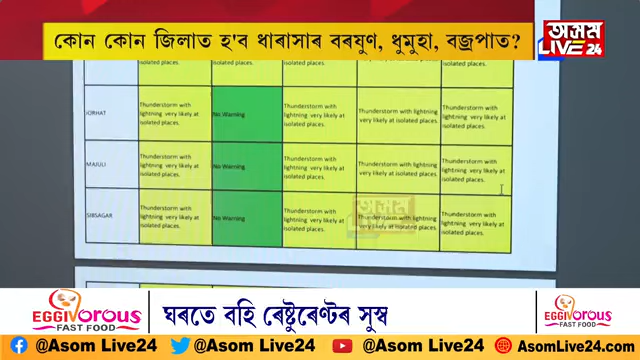 কোন কোন জিলাত হ'ব ধাৰাসাৰ বৰষুণ, ধুমুহা, বজ্ৰপাত?
অসম
LIVE 24
isolated places. isolated places. isolated places. isolated places.
JORHAT
Thunderstorm with lightning very likely at isolated places.
No Warning
Thunderstorm with lightning very likely at isolated places.
Thunderstorm with lightning very likely at isolated places.
Thunderstorm with lightning very likely at isolated places.
MAJULI
Thunderstorm with lightning very likely at isolated places.
No Warning
Thunderstorm with lightning very likely at isolated places.
Thunderstorm with lightning very likely at isolated places.
Thunderstorm with lightning very likely at isolated places.
SIBSAGAR
Thunderstorm with lightning very likely at isolated places.
No Warning
Thunderstorm with lightning very likely at isolated places.
Thunderstorm with lightning very likely at isolated places.
Thunderstorm with lightning very likely at isolated places.
অসম
EGGIVOROUS
FAST FOOD
ঘৰতে বহি ৰেষ্টুৰেণ্টৰ সুস্ব
EGGIVOROUS
FAST FOOD
@Asom Live24 @AsomLive24 @Asom Live24 @AsomLive24.com